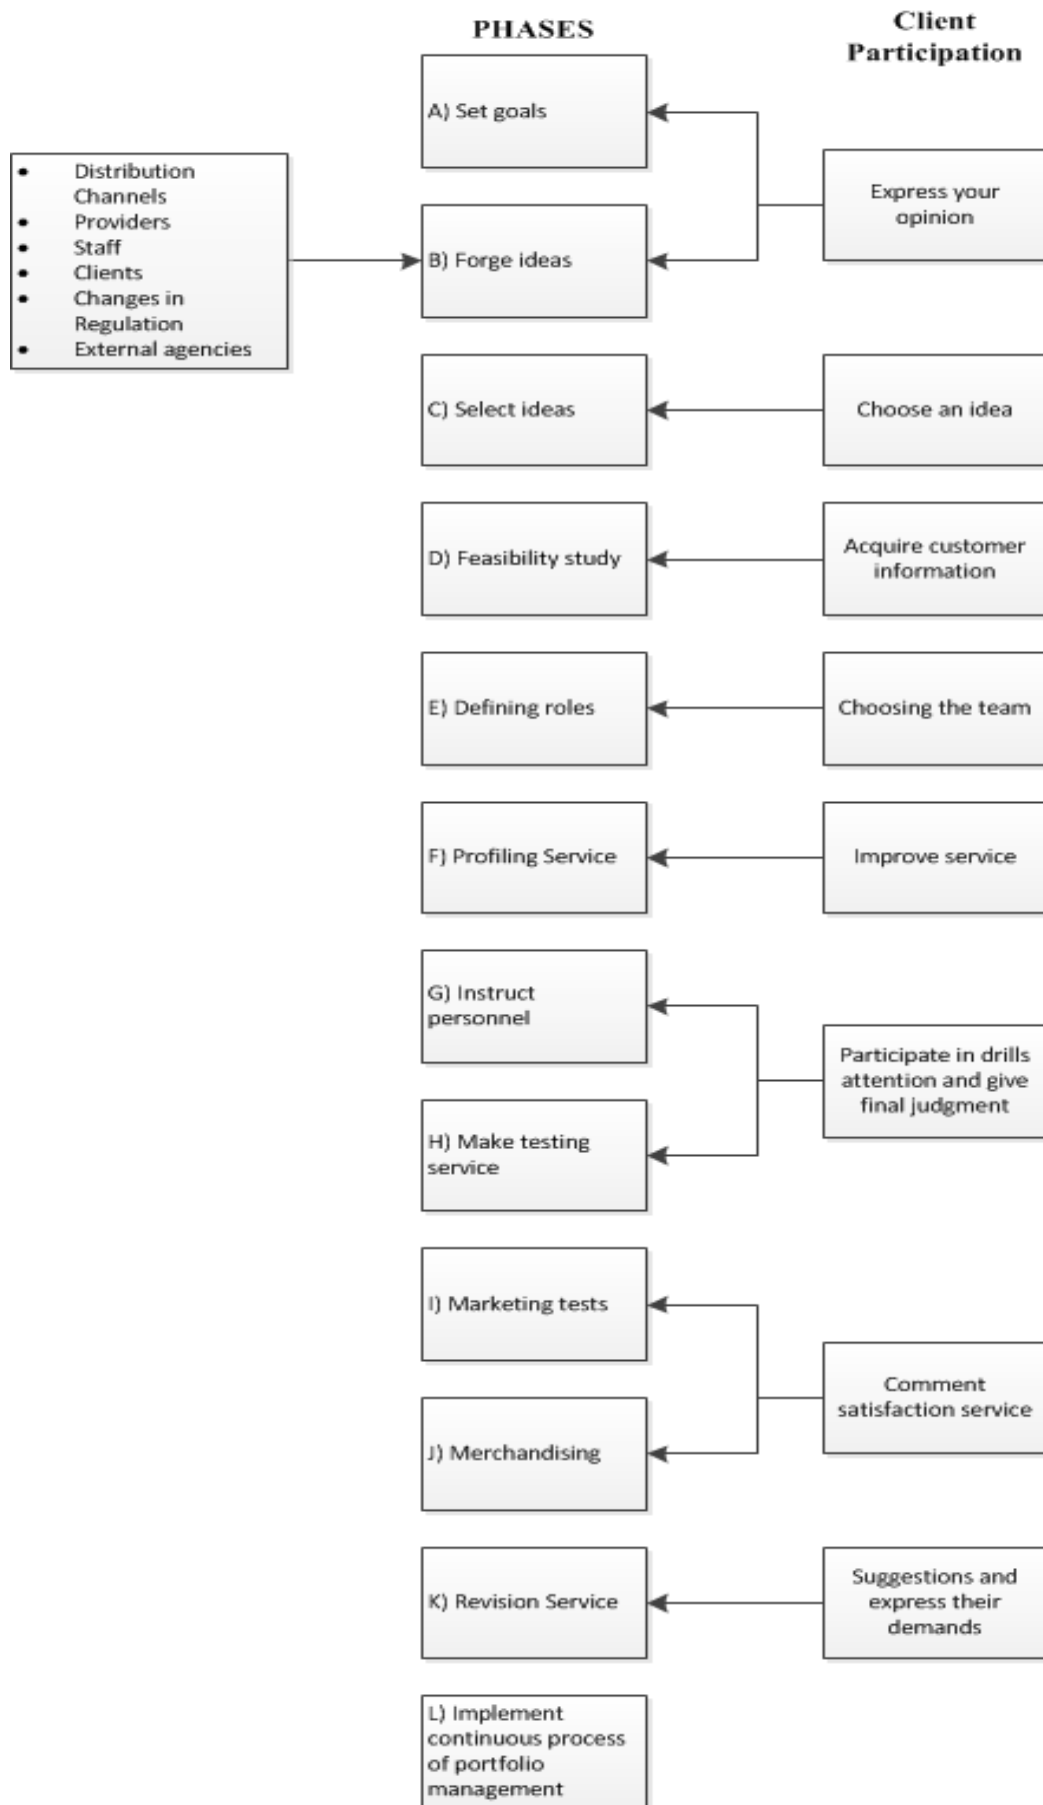 PHASES
Client
Participation
A) Set goals
• Distribution
Channels
• Providers
• Staff
• Clients
• Changes in
Regulation
• External agencies
Express your
opinion
B) Forge ideas
C) Select ideas
Choose an idea
D) Feasibility study
Acquire customer
information
E) Defining roles
Choosing the team
F) Profiling Service
Improve service
G) Instruct
personnel
Participate in drills
attention and give
final judgment
H) Make testing
service
I) Marketing tests
Comment
satisfaction service
J) Merchandising
K) Revision Service
Suggestions and
express their
demands
L) Implement
continuous process
of portfolio
management